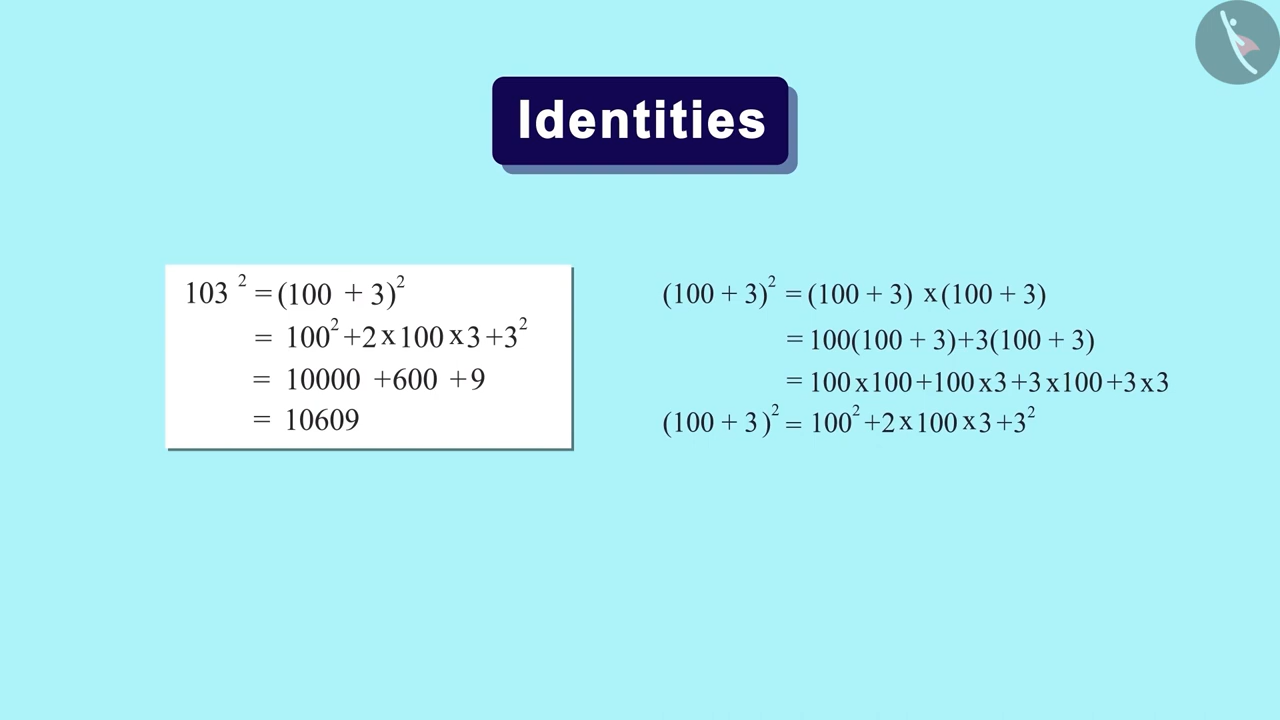 Identities
103 ² = (100 + 3)²
= 100² +2 x 100 x 3 +3²
= 10000 +600 +9
= 10609
(100 + 3)² = (100 + 3) x (100 + 3)
= 100(100 + 3)+3(100 + 3)
= 100 x 100 +100 x 3 +3 x 100 +3 x 3
(100 + 3)² = 100² +2 x 100 x 3 +3²